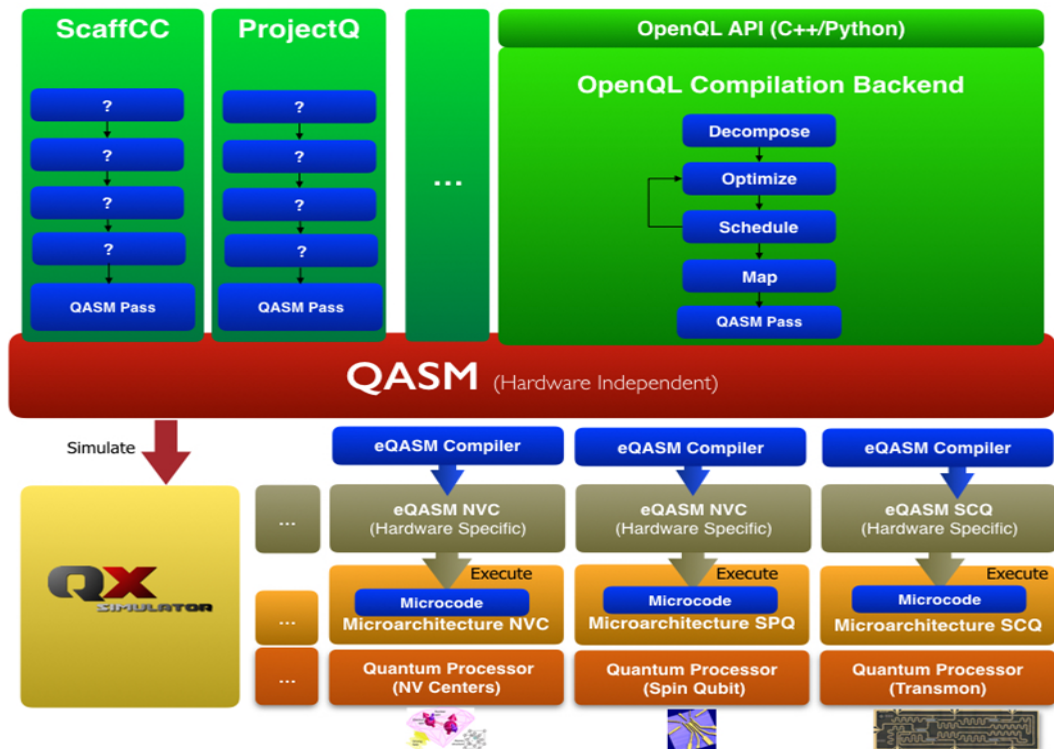 ScaffCC
?
?
?
?
QASM Pass
ProjectQ
?
?
?
?
QASM Pass
...
OpenQL API (C++/Python)
OpenQL Compilation Backend
Decompose
Optimize
Schedule
Map
QASM Pass
QASM (Hardware Independent)
Simulate
QX
SIMULATOR
eQASM Compiler
eQASM Compiler
eQASM Compiler
...
eQASM NVC
(Hardware Specific)
eQASM NVC
(Hardware Specific)
eQASM SCQ
(Hardware Specific)
Execute
Execute
Execute
...
Microcode
Microarchitecture NVC
Microcode
Microarchitecture SPQ
Microcode
Microarchitecture SCQ
...
Quantum Processor
(NV Centers)
Quantum Processor
(Spin Qubit)
Quantum Processor
(Transmon)